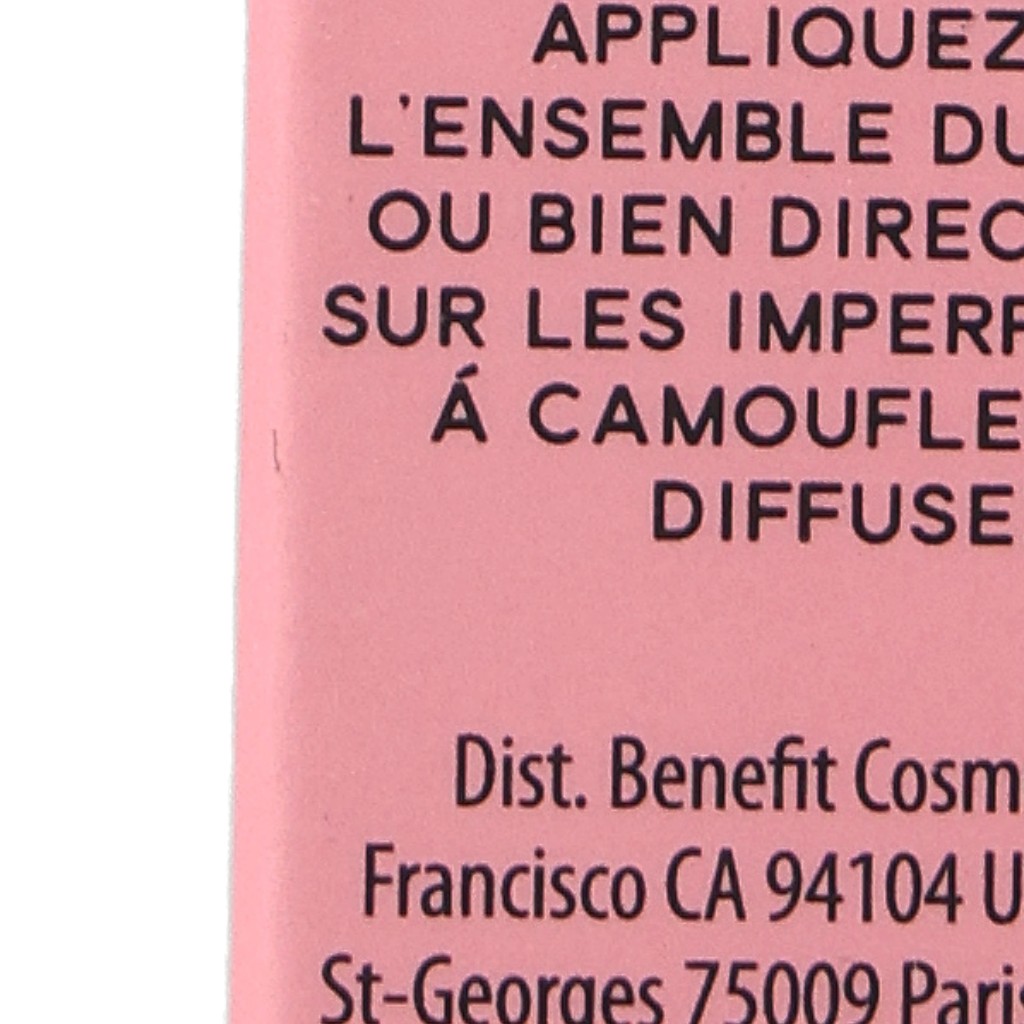 APPLIQUEZ
L'ENSEMBLE DU
OU BIEN DIREC
SUR LES IMPERF
Á CAMOUFLE
DIFFUSE
Dist. Benefit Cosm
Francisco CA 94104 U
St-Georges 75009 Paris